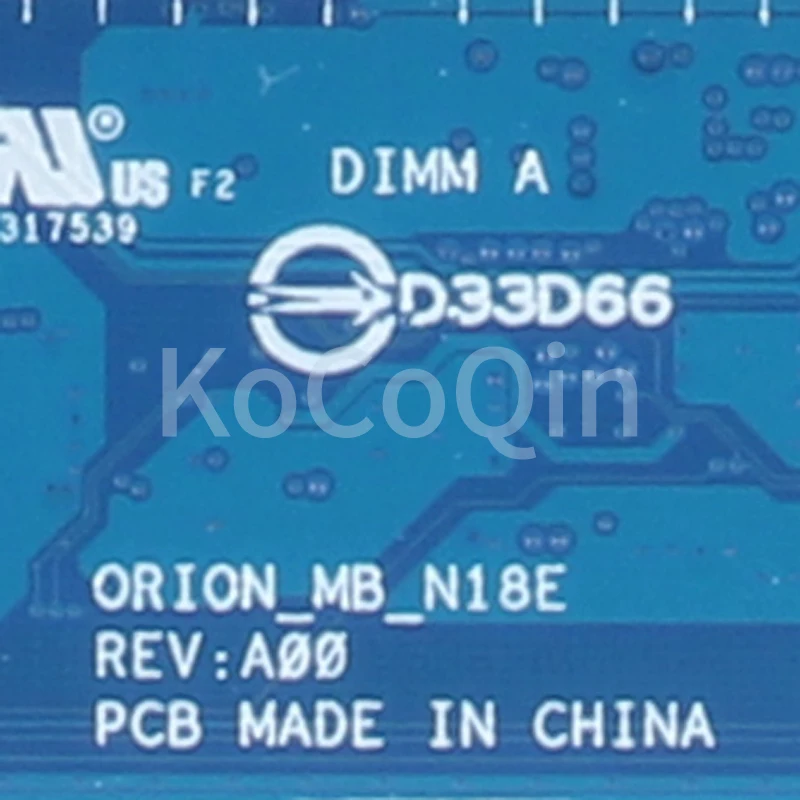 DIMM A
US F2
317539
D33D66
KoCoQin
ORION_MB_N18E
REV:A00
PCB MADE IN CHINA